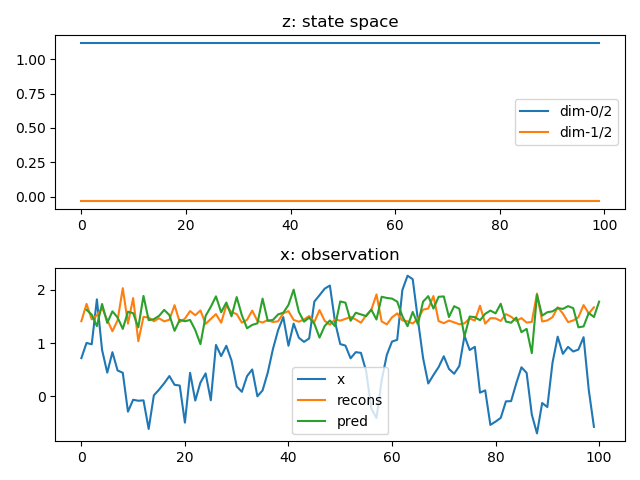 z: state space
1.00
0.75
0.50
0.25
0.00
dim-0/2
dim-1/2
0 20 40 60 80 100
x: observation
2
1
0
x
recons
pred
0 20 40 60 80 100